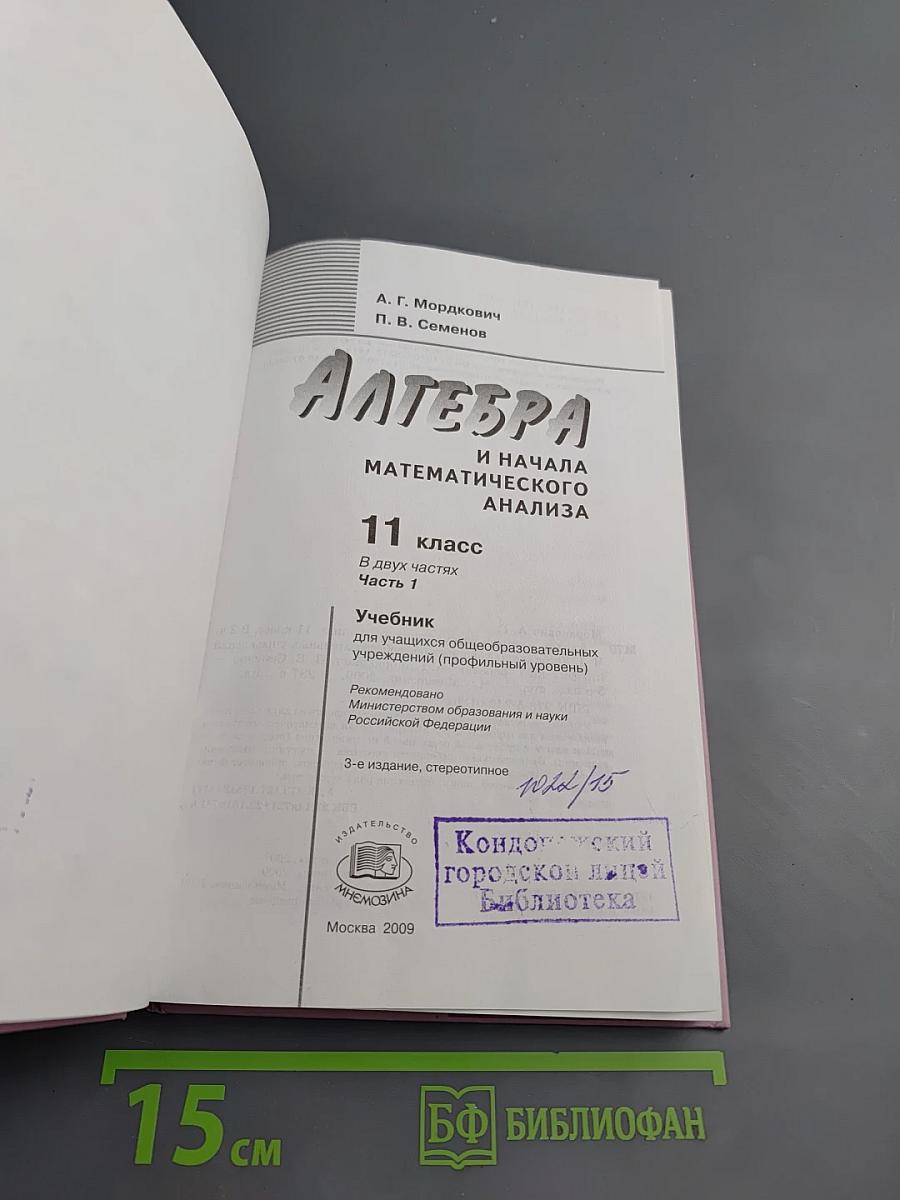 А. Г. Мордкович
П. В. Семенов
АЛГЕБРА
И НАЧАЛА
МАТЕМАТИЧЕСКОГО
АНАЛИЗА
11 класс
В двух частях
Часть 1
Учебник
для учащихся общеобразовательных
учреждений (профильный уровень)
Рекомендовано
Министерством образования и науки
Российской Федерации
3-е издание, стереотипное
1022/15
ИЗДАТЕЛЬСТВО
МНЕМОЗИНА
Москва 2009
городской лицей
Библиотека
15 см
БФ БИБЛИОФАН